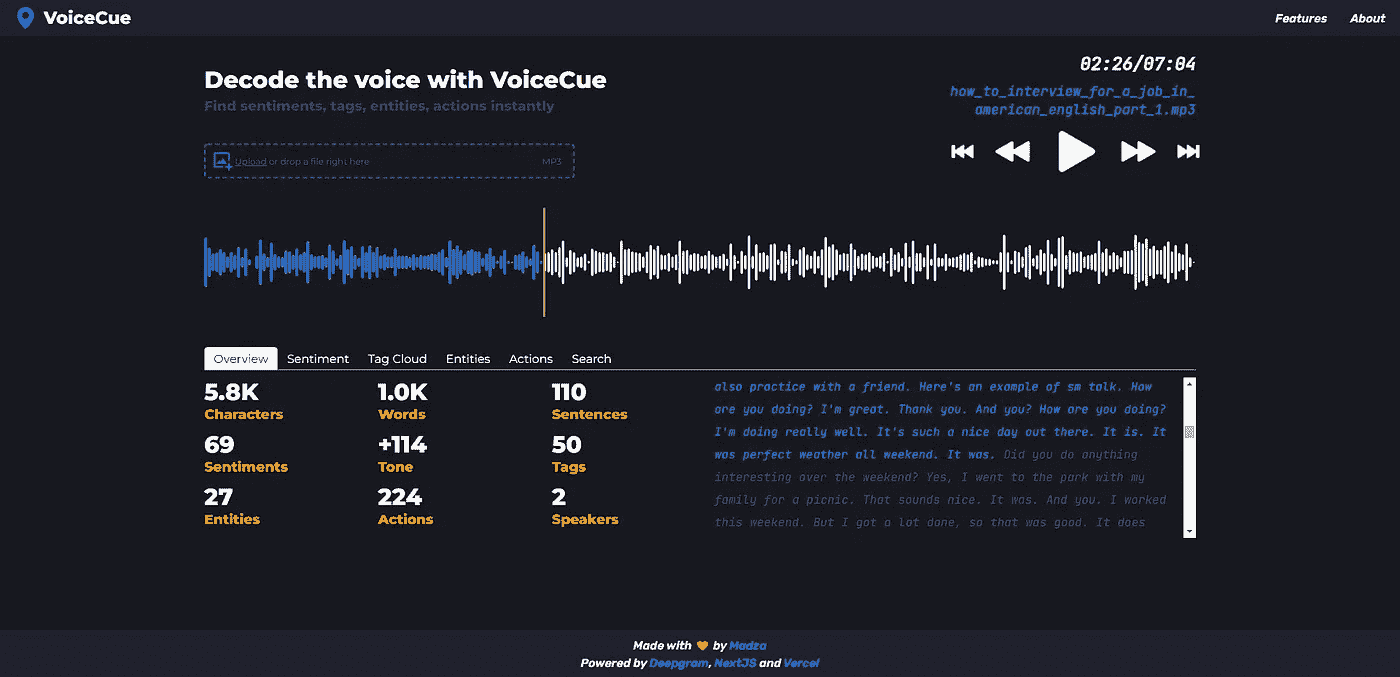 VoiceCue
Features About
Decode the voice with VoiceCue
Find sentiments, tags, entities, actions instantly
Upload or drop a file right here MP3
02:26/07:04
how_to_interview_for_a_job_in_
american_english_part_1.mp3
Overview Sentiment Tag Cloud Entities Actions Search
5.8K 1.0K 110
Characters Words Sentences
69 +114 50
Sentiments Tone Tags
27 224 2
Entities Actions Speakers
also practice with a friend. Here's an example of sm talk. How
are you doing? I'm great. Thank you. And you? How are you doing?
I'm doing really well. It's such a nice day out there. It is. It
was perfect weather all weekend. It was. Did you do anything
interesting over the weekend? Yes, I went to the park with my
family for a picnic. That sounds nice. It was. And you. I worked
this weekend. But I got a lot done, so that was good. It does
Made with 🧡 by Madza
Powered by Deepgram, NextJS and Vercel